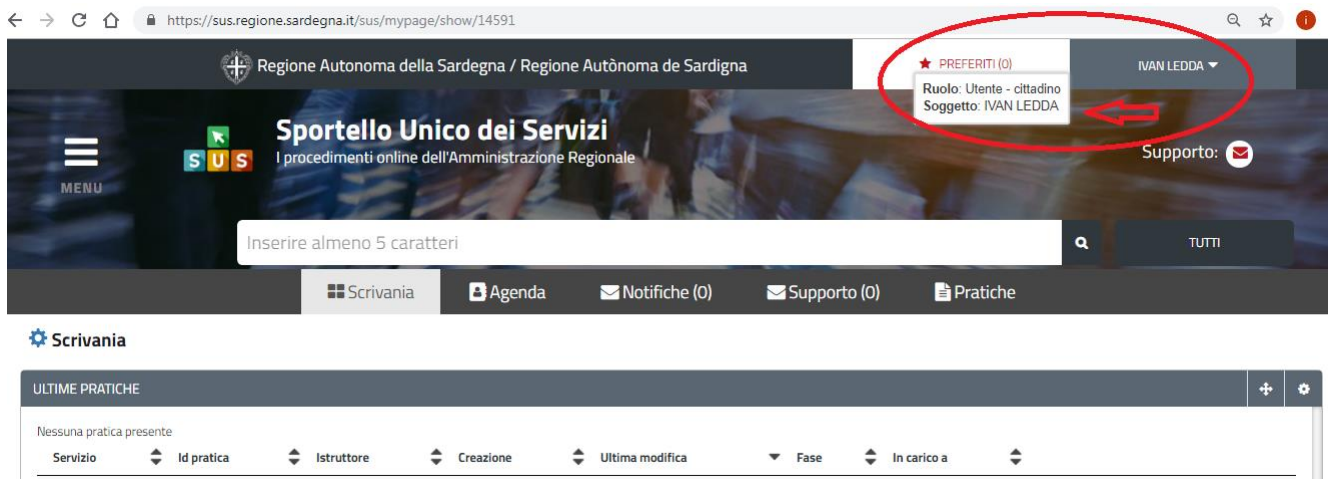 https://sus.regione.sardegna.it/sus/mypage/show/14591
i
Regione Autonoma della Sardegna / Regione Autònoma de Sardigna
PREFERITI (0)
IVAN LEDDA
Ruolo: Utente - cittadino
Soggetto: IVAN LEDDA
MENU
SUS
Sportello Unico dei Servizi
I procedimenti online dell'Amministrazione Regionale
Supporto:
Inserire almeno 5 caratteri
TUTTI
Scrivania
Agenda
Notifiche (0)
Supporto (0)
Pratiche
Scrivania
ULTIME PRATICHE
Nessuna pratica presente
Servizio Id pratica Istruttore Creazione Ultima modifica Fase In carico a